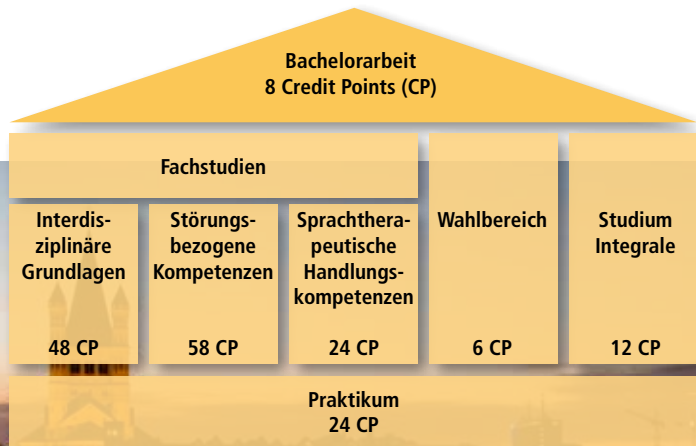 Bachelorarbeit
8 Credit Points (CP)
Fachstudien
Interdis-
ziplinäre
Grundlagen
48 CP
Störungs-
bezogene
Kompetenzen
58 CP
Sprachthera-
peutische
Handlungs-
kompetenzen
24 CP
Wahlbereich
6 CP
Studium
Integrale
12 CP
Praktikum
24 CP